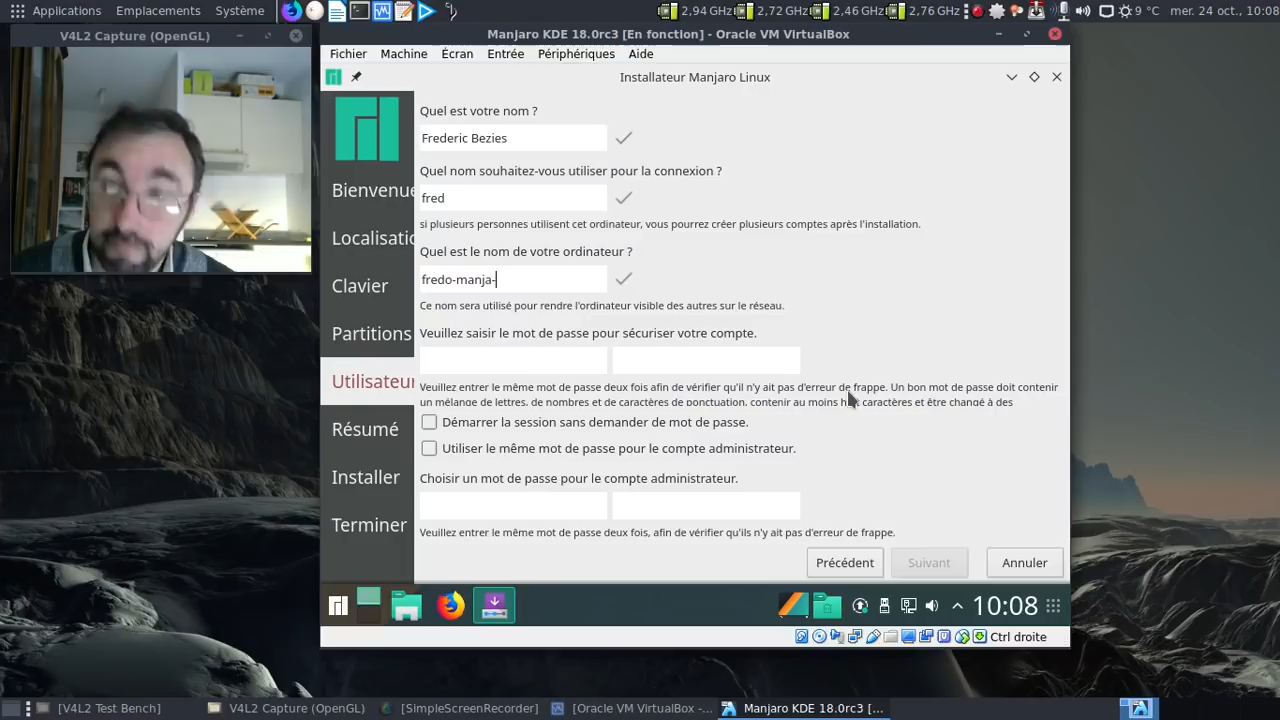 Applications Emplacements Système 2,94 GHz 2,72 GHz 2,46 GHz 2,76 GHz 9 °C mer. 24 oct., 10:08
V4L2 Capture (OpenGL)
Manjaro KDE 18.0rc3 [En fonction] - Oracle VM VirtualBox
Fichier Machine Écran Entrée Périphériques Aide
Installateur Manjaro Linux
Bienvenue
Localisatio
Clavier
Partitions
Utilisateur
Résumé
Installer
Terminer
Quel est votre nom ?
Frederic Bezies
Quel nom souhaitez-vous utiliser pour la connexion ?
fred
si plusieurs personnes utilisent cet ordinateur, vous pourrez créer plusieurs comptes après l'installation.
Quel est le nom de votre ordinateur ?
fredo-manja-
Ce nom sera utilisé pour rendre l'ordinateur visible des autres sur le réseau.
Veuillez saisir le mot de passe pour sécuriser votre compte.
Veuillez entrer le même mot de passe deux fois afin de vérifier qu'il n'y ait pas d'erreur de frappe. Un bon mot de passe doit contenir
un mélange de lettres, de nombres et de caractères de ponctuation, contenir au moins caractères et être changé à des
Démarrer la session sans demander de mot de passe.
Utiliser le même mot de passe pour le compte administrateur.
Choisir un mot de passe pour le compte administrateur.
Veuillez entrer le même mot de passe deux fois, afin de vérifier qu'ils n'y ait pas d'erreur de frappe.
Précédent Suivant Annuler
10:08
Ctrl droite
[V4L2 Test Bench] V4L2 Capture (OpenGL) [SimpleScreenRecorder] [Oracle VM VirtualBox -... Manjaro KDE 18.0rc3 [...